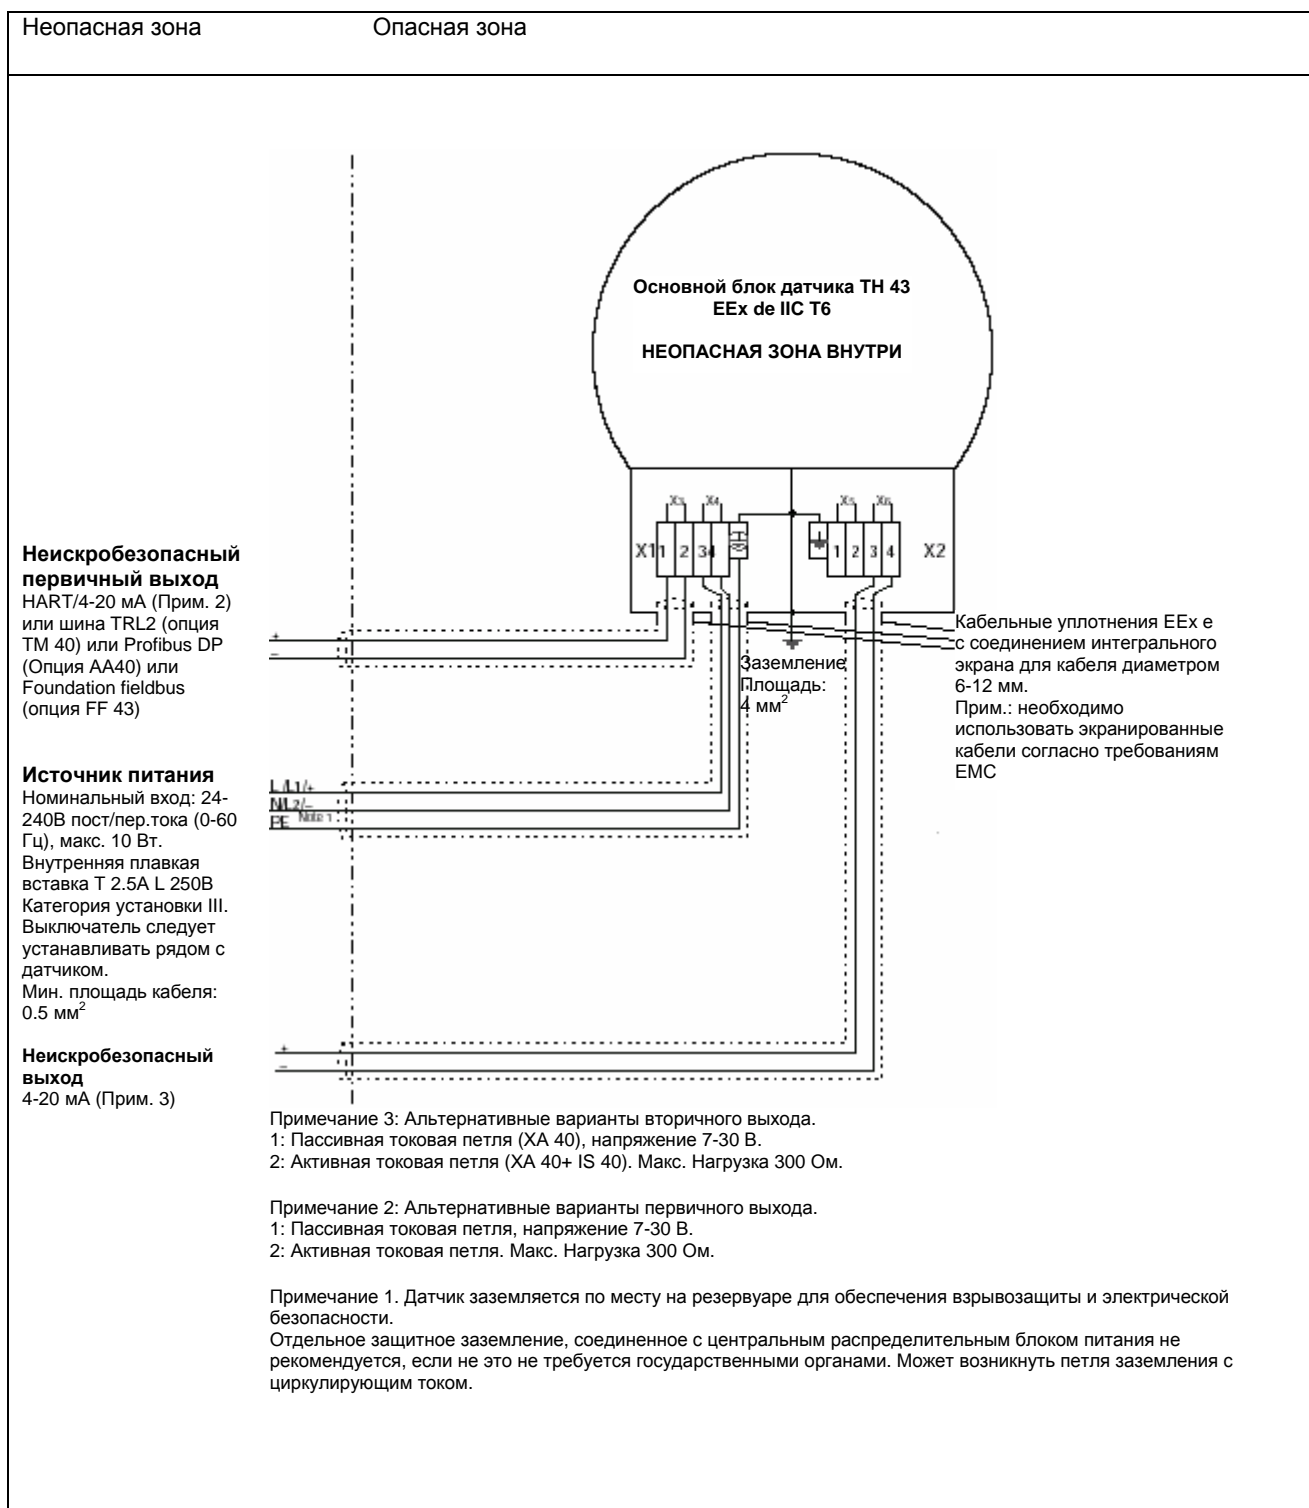 Неопасная зона
Опасная зона
Основной блок датчика ТН 43
EEx de IIC T6
НЕОПАСНАЯ ЗОНА ВНУТРИ
X3 X4
X5 X6
X1 1 2 3 4
1 2 3 4 X2
Неискробезопасный
первичный выход
HART/4-20 мА (Прим. 2)
или шина TRL2 (опция
ТМ 40) или Profibus DP
(Опция АА40) или
Foundation fieldbus
(опция FF 43)
+
–
Заземление
Площадь:
4 мм²
Кабельные уплотнения EEx e
с соединением интегрального
экрана для кабеля диаметром
6-12 мм.
Прим.: необходимо
использовать экранированные
кабели согласно требованиям
EMC
Источник питания
Номинальный вход: 24-
240В пост/пер.тока (0-60
Гц), макс. 10 Вт.
Внутренняя плавкая
вставка Т 2.5А L 250В
Категория установки III.
Выключатель следует
устанавливать рядом с
датчиком.
Мин. площадь кабеля:
0.5 мм²
L/L1/+
N/L2/–
PE Note 1
Неискробезопасный
выход
4-20 мА (Прим. 3)
+
–
Примечание 3: Альтернативные варианты вторичного выхода.
1: Пассивная токовая петля (ХА 40), напряжение 7-30 В.
2: Активная токовая петля (ХА 40+ IS 40). Макс. Нагрузка 300 Ом.
Примечание 2: Альтернативные варианты первичного выхода.
1: Пассивная токовая петля, напряжение 7-30 В.
2: Активная токовая петля. Макс. Нагрузка 300 Ом.
Примечание 1. Датчик заземляется по месту на резервуаре для обеспечения взрывозащиты и электрической
безопасности.
Отдельное защитное заземление, соединенное с центральным распределительным блоком питания не
рекомендуется, если не это не требуется государственными органами. Может возникнуть петля заземления с
циркулирующим током.